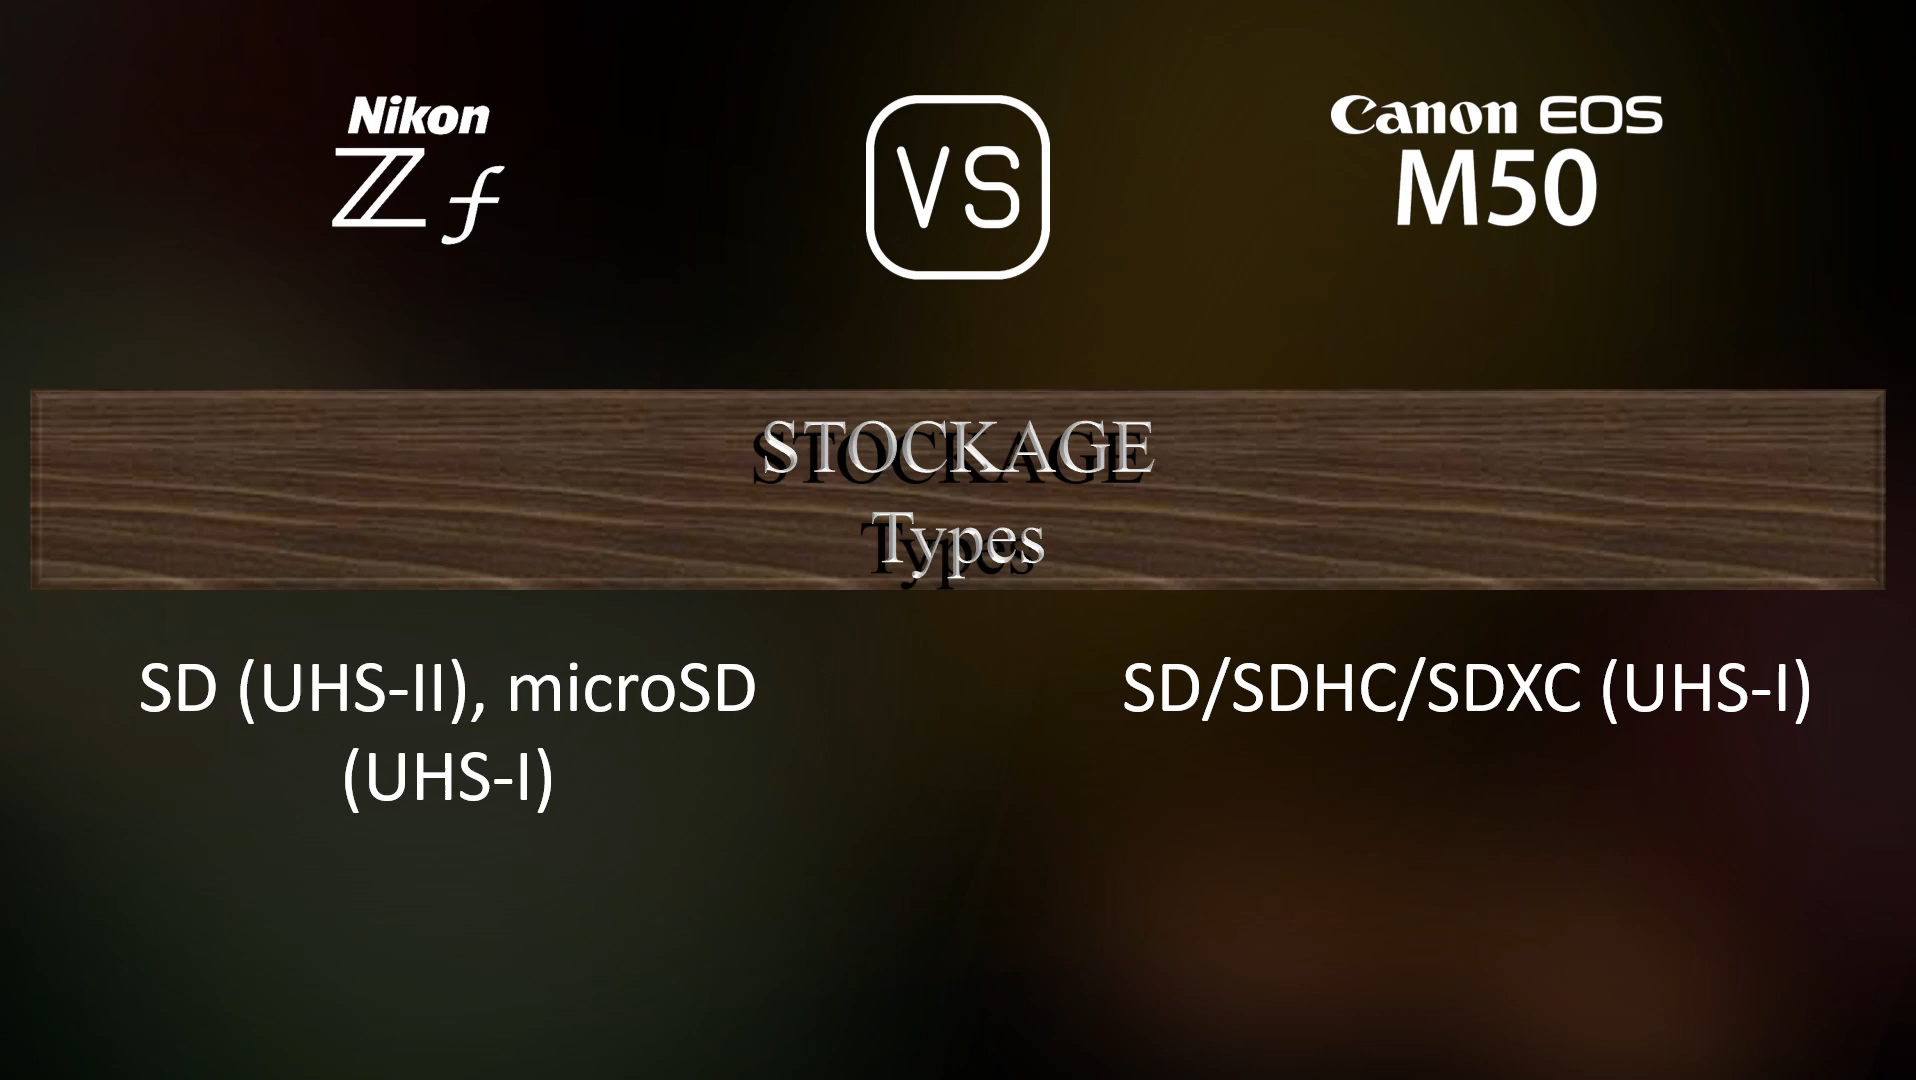 Nikon
Z f
VS
Canon EOS
M50
STOCKAGE
Types
SD (UHS-II), microSD
(UHS-I)
SD/SDHC/SDXC (UHS-I)